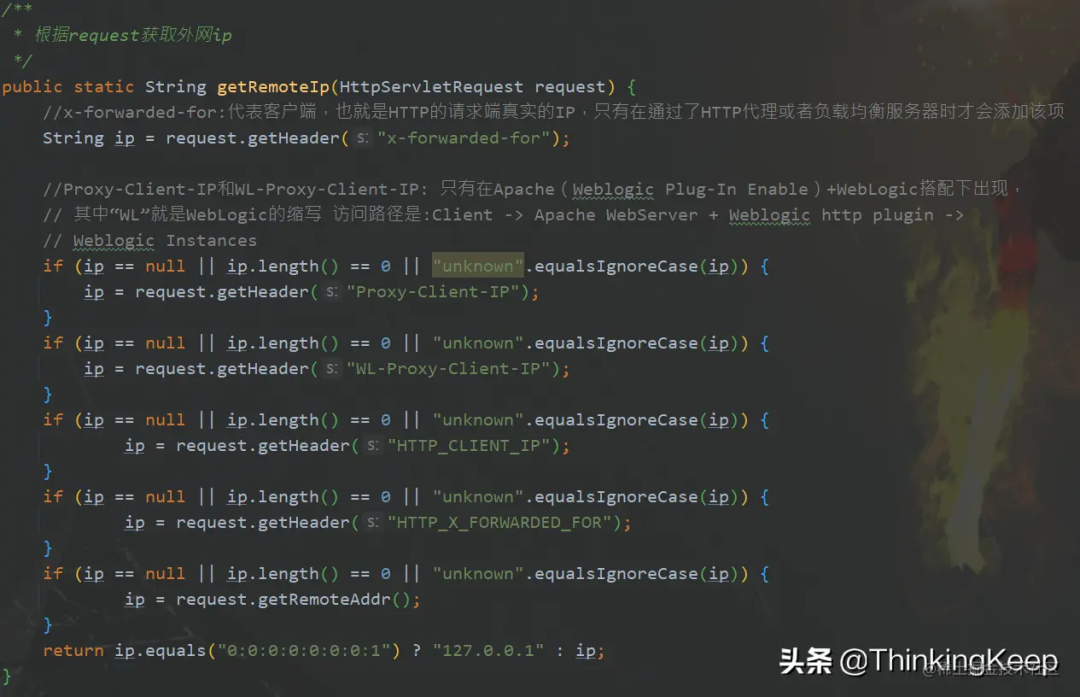 /**
 * 根据request获取外网ip
 */
public static String getRemoteIp(HttpServletRequest request) {
    //x-forwarded-for:代表客户端，也就是HTTP的请求端真实的IP，只有在通过了HTTP代理或者负载均衡服务器时才会添加该项
    String ip = request.getHeader( s: "x-forwarded-for");

    //Proxy-Client-IP和WL-Proxy-Client-IP: 只有在Apache（Weblogic Plug-In Enable）+WebLogic搭配下出现，
    // 其中“WL”就是WebLogic的缩写 访问路径是:Client -> Apache WebServer + Weblogic http plugin ->
    // Weblogic Instances
    if (ip == null || ip.length() == 0 || "unknown".equalsIgnoreCase(ip)) {
        ip = request.getHeader( s: "Proxy-Client-IP");
    }
    if (ip == null || ip.length() == 0 || "unknown".equalsIgnoreCase(ip)) {
        ip = request.getHeader( s: "WL-Proxy-Client-IP");
    }
    if (ip == null || ip.length() == 0 || "unknown".equalsIgnoreCase(ip)) {
            ip = request.getHeader( s: "HTTP_CLIENT_IP");
    }
    if (ip == null || ip.length() == 0 || "unknown".equalsIgnoreCase(ip)) {
            ip = request.getHeader( s: "HTTP_X_FORWARDED_FOR");
    }
    if (ip == null || ip.length() == 0 || "unknown".equalsIgnoreCase(ip)) {
            ip = request.getRemoteAddr();
    }
    return ip.equals("0:0:0:0:0:0:0:1") ? "127.0.0.1" : ip;
}
头条 @ThinkingKeep
@稀土掘金技术社区